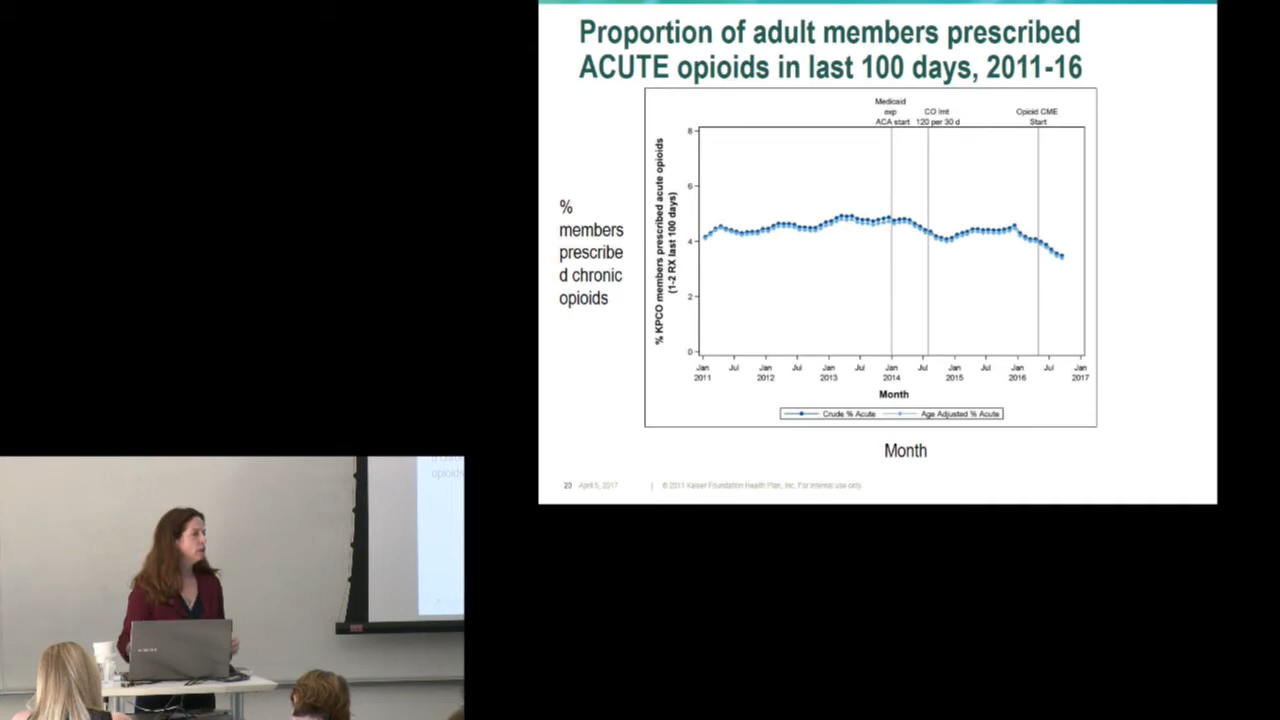 Proportion of adult members prescribed
ACUTE opioids in last 100 days, 2011-16
%
members
prescribe
d chronic
opioids
% KPCO members prescribed acute opioids
(1-2 RX last 100 days)
Medicaid
exp
ACA start
CO lmt
120 per 30 d
Opioid CME
Start
8
6
4
2
0
Jan Jul Jan Jul Jan Jul Jan Jul Jan Jul Jan Jul Jan
2011 2012 2013 2014 2015 2016 2017
Month
Crude % Acute Age Adjusted % Acute
Month
20 April 5, 2017 | © 2011 Kaiser Foundation Health Plan, Inc. For internal use only.
opioids